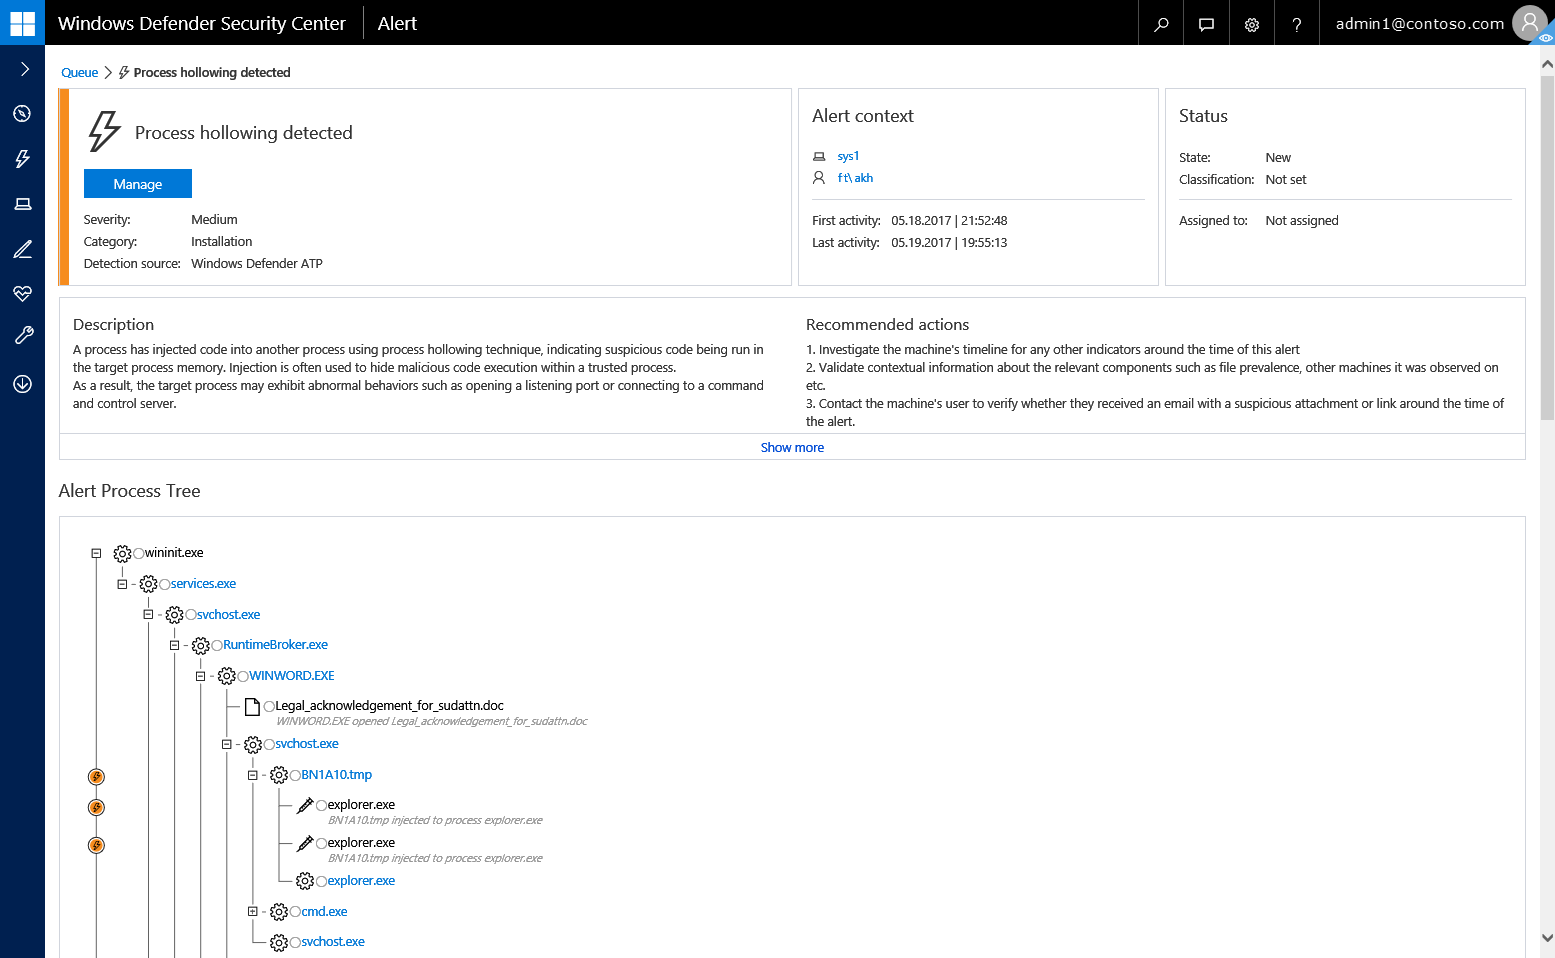 Windows Defender Security Center
Alert
?
admin1@contoso.com
Queue
Process hollowing detected
Process hollowing detected
Manage
Severity: Medium
Category: Installation
Detection source: Windows Defender ATP
Alert context
sys1
ft\akh
First activity: 05.18.2017 | 21:52:48
Last activity: 05.19.2017 | 19:55:13
Status
State: New
Classification: Not set
Assigned to: Not assigned
Description
A process has injected code into another process using process hollowing technique, indicating suspicious code being run in
the target process memory. Injection is often used to hide malicious code execution within a trusted process.
As a result, the target process may exhibit abnormal behaviors such as opening a listening port or connecting to a command
and control server.
Recommended actions
1. Investigate the machine's timeline for any other indicators around the time of this alert
2. Validate contextual information about the relevant components such as file prevalence, other machines it was observed on
etc.
3. Contact the machine's user to verify whether they received an email with a suspicious attachment or link around the time of
the alert.
Show more
Alert Process Tree
wininit.exe
services.exe
svchost.exe
RuntimeBroker.exe
WINWORD.EXE
Legal_acknowledgement_for_sudattn.doc
WINWORD.EXE opened Legal_acknowledgement_for_sudattn.doc
svchost.exe
BN1A10.tmp
explorer.exe
BN1A10.tmp injected to process explorer.exe
explorer.exe
BN1A10.tmp injected to process explorer.exe
explorer.exe
cmd.exe
svchost.exe